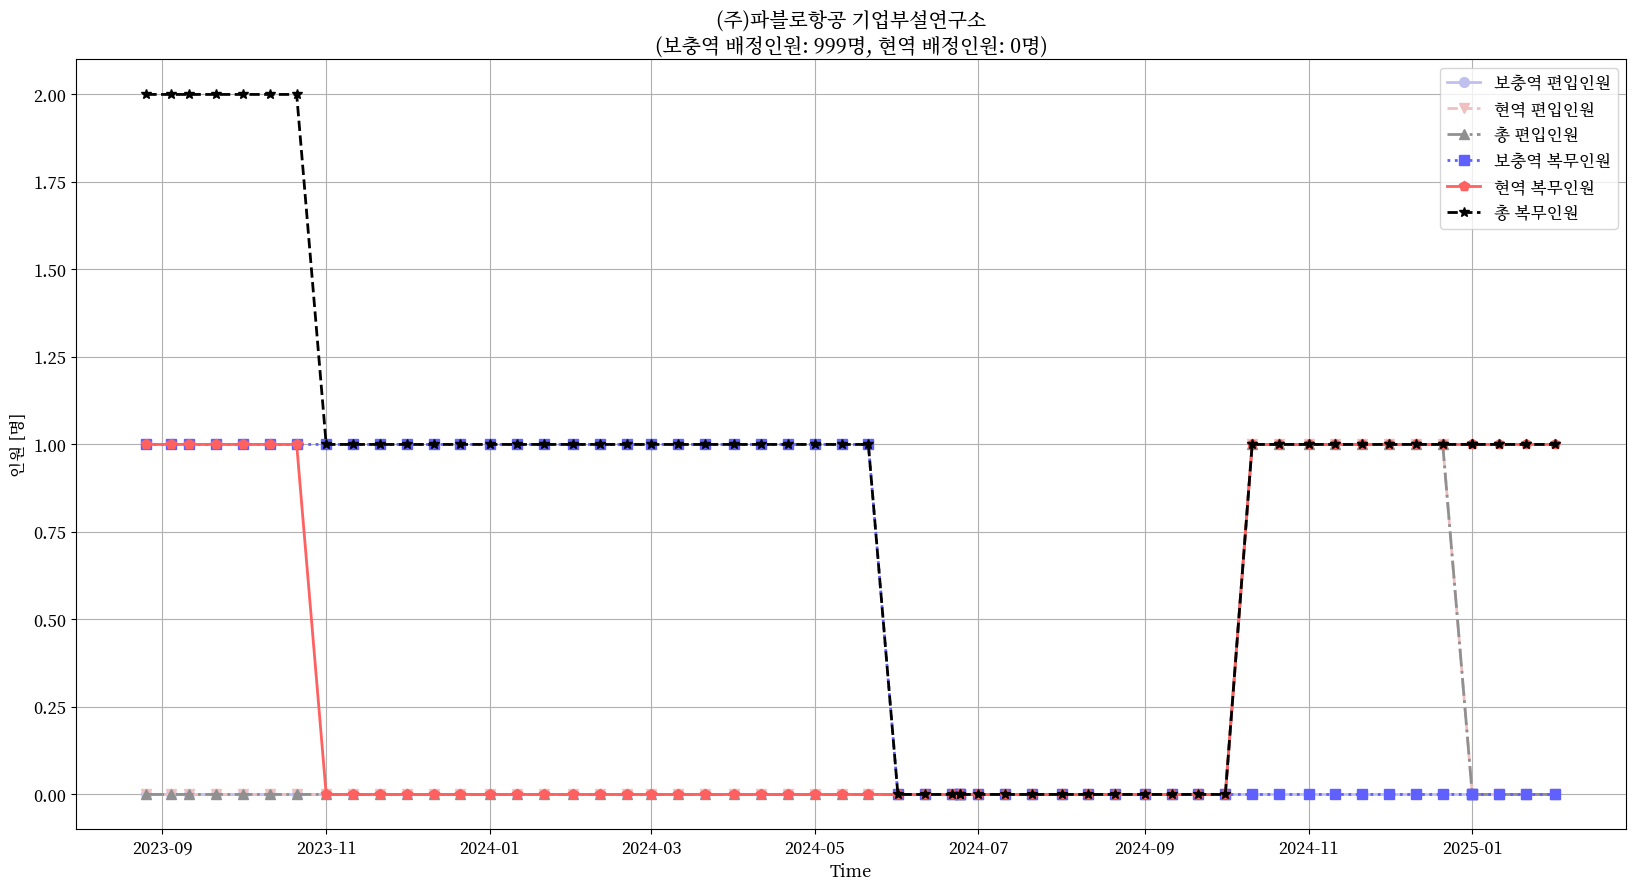 (주)파블로항공 기업부설연구소
(보충역 배정인원: 999명, 현역 배정인원: 0명)
보충역 편입인원
현역 편입인원
총 편입인원
보충역 복무인원
현역 복무인원
총 복무인원
2.00
1.75
1.50
1.25
1.00
0.75
0.50
0.25
0.00
인원 [명]
2023-09 2023-11 2024-01 2024-03 2024-05 2024-07 2024-09 2024-11 2025-01
Time